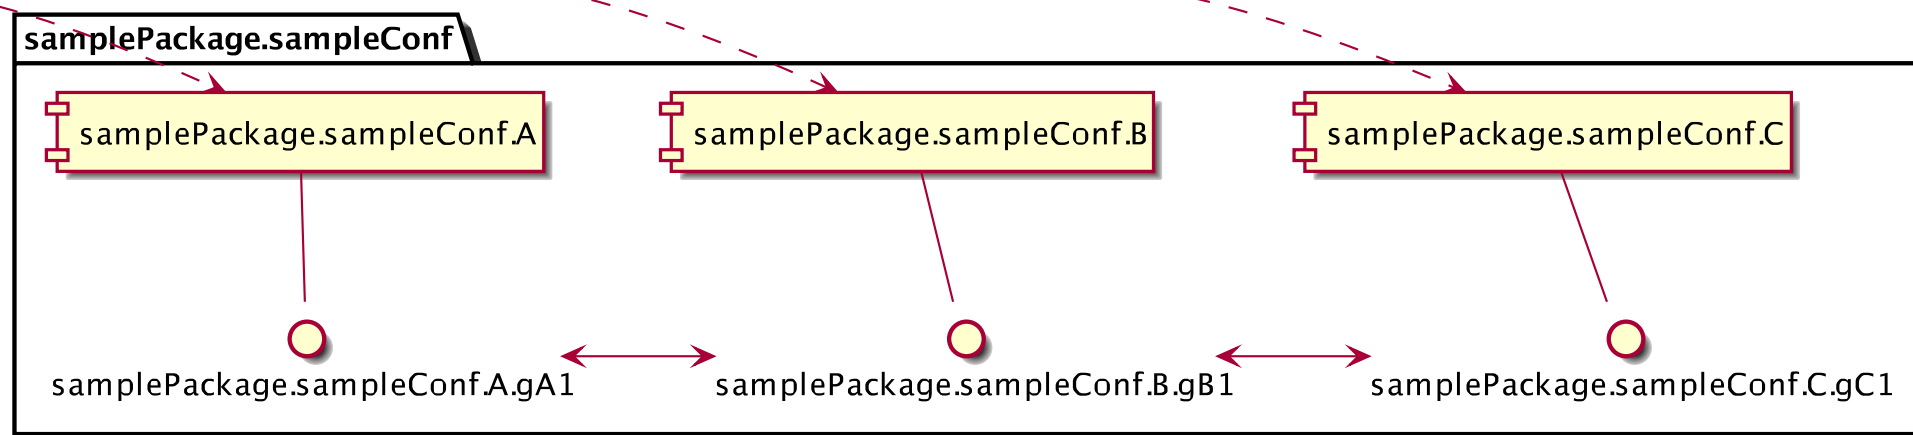 samplePackage.sampleConf
samplePackage.sampleConf.A
samplePackage.sampleConf.B
samplePackage.sampleConf.C
samplePackage.sampleConf.A.gA1
samplePackage.sampleConf.B.gB1
samplePackage.sampleConf.C.gC1